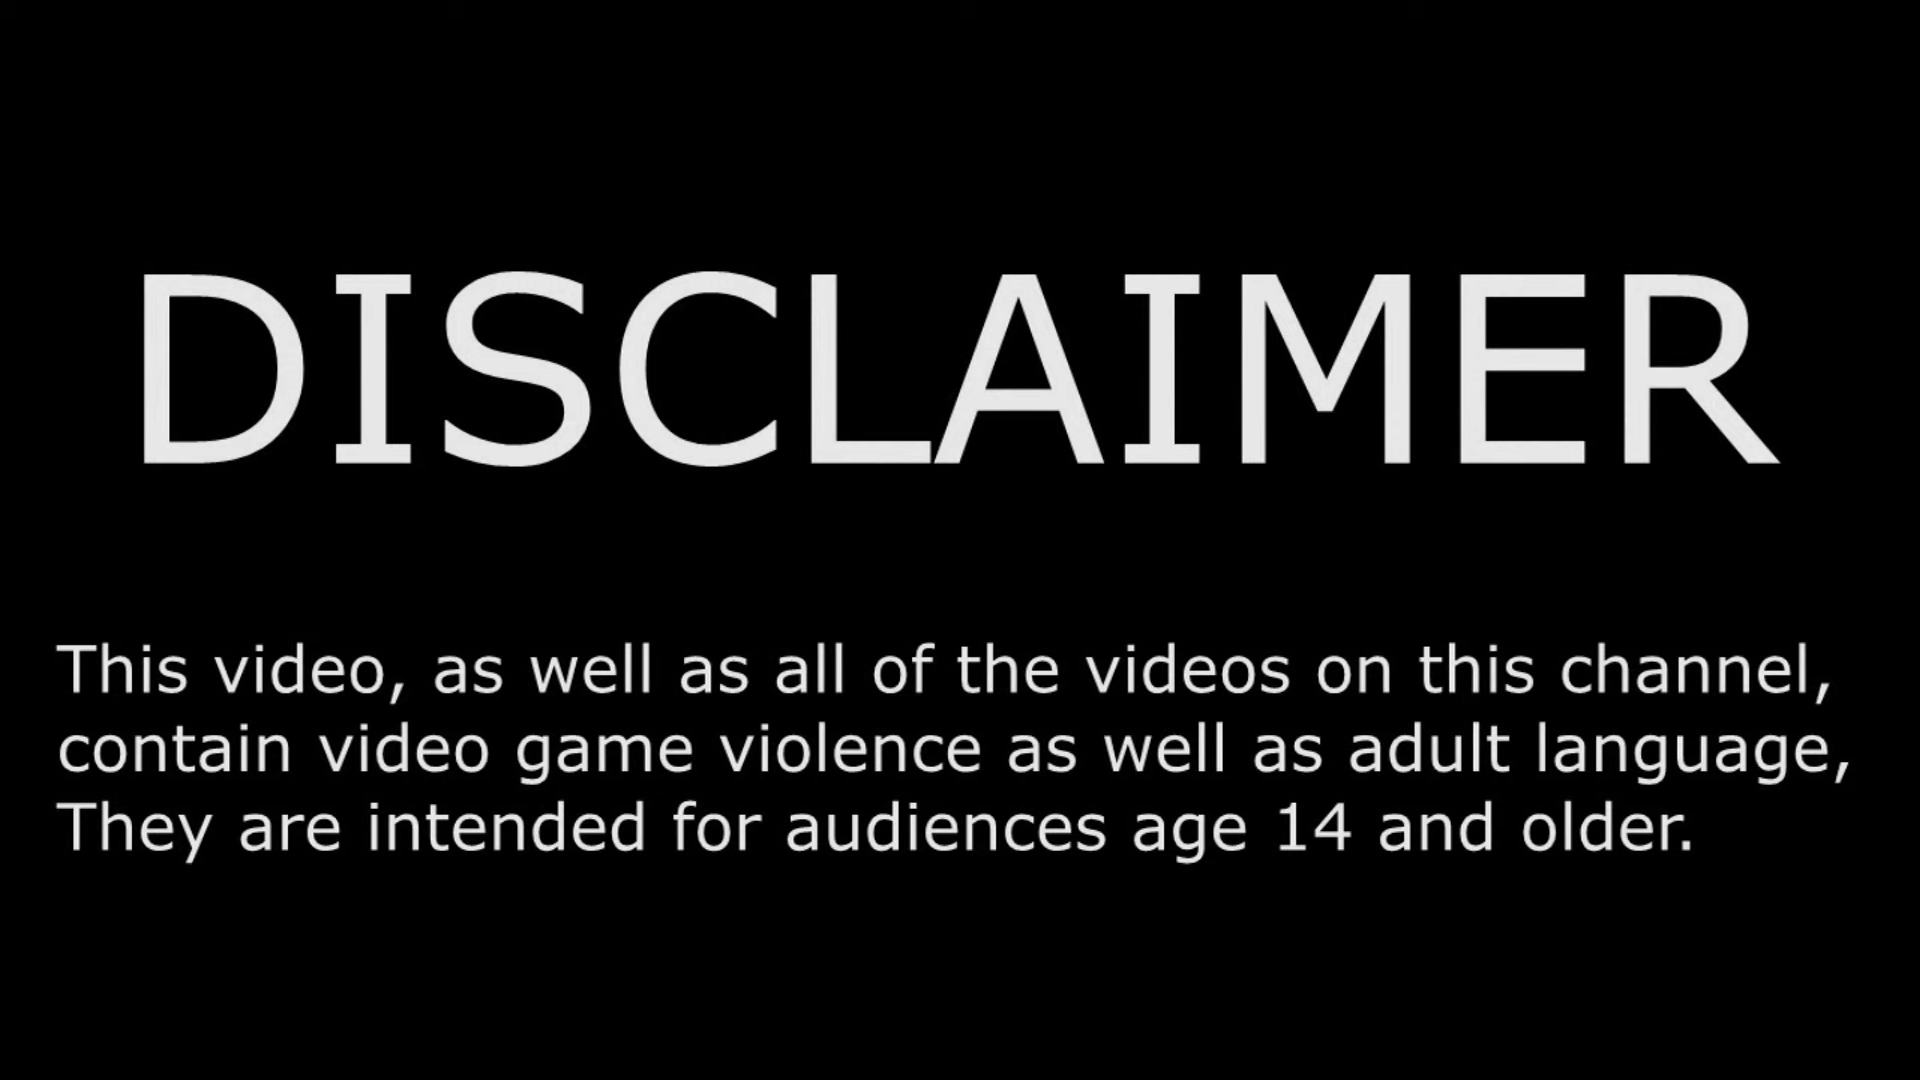 DISCLAIMER
This video, as well as all of the videos on this channel,
contain video game violence as well as adult language,
They are intended for audiences age 14 and older.